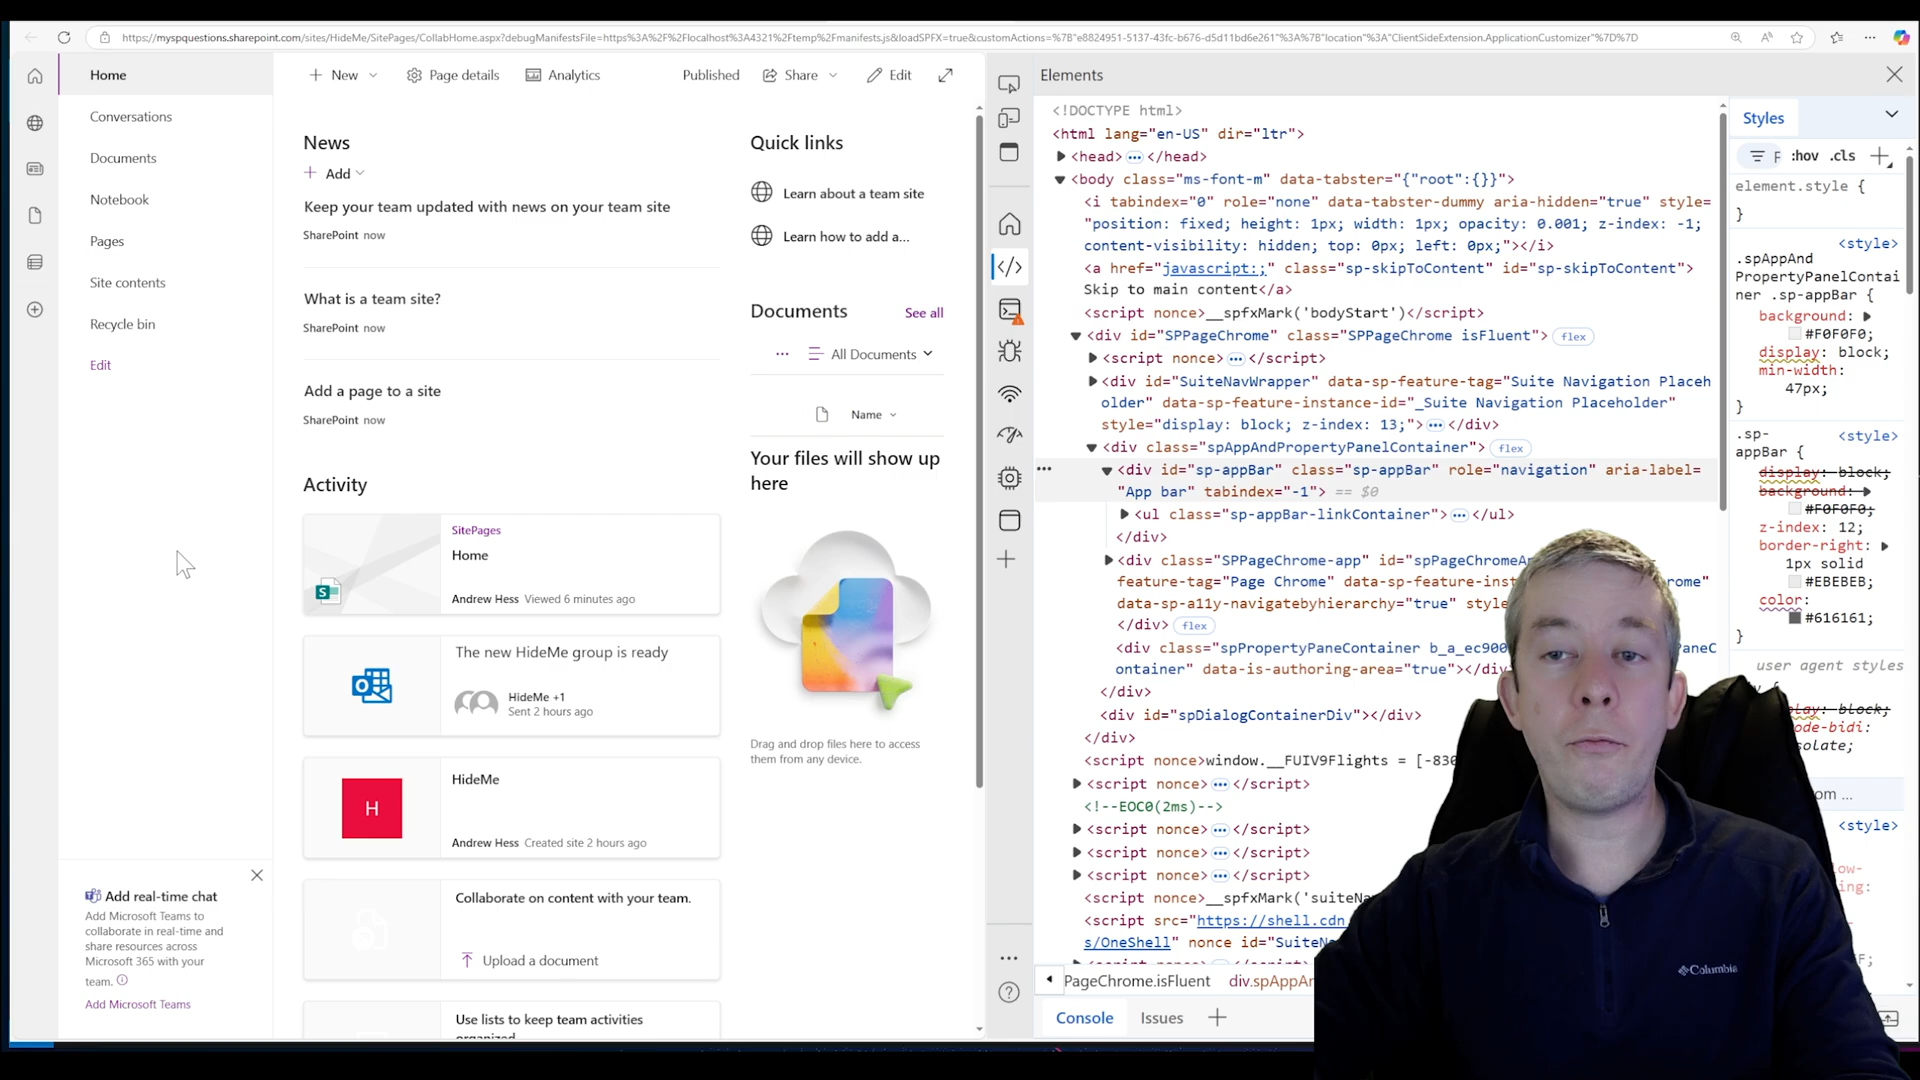 https://myspquestions.sharepoint.com/sites/HideMe/SitePages/CollabHome.aspx?debugManifestsFile=https%3A%2F%2Flocalhost%3A4321%2Ftemp%2Fmanifests.js&loadSPFX=true&customActions=%7B"e8824951-5137-43fc-b676-d5d11bd6e261"%3A%7B"location"%3A"ClientSideExtension.ApplicationCustomizer"%7D%7D
Home
Conversations
Documents
Notebook
Pages
Site contents
Recycle bin
Edit
Add real-time chat
Add Microsoft Teams to
collaborate in real-time and
share resources across
Microsoft 365 with your
team.
Add Microsoft Teams
New
Page details
Analytics
Published
Share
Edit
News
Add
Keep your team updated with news on your team site
SharePoint now
What is a team site?
SharePoint now
Add a page to a site
SharePoint now
Activity
SitePages
Home
Andrew Hess Viewed 6 minutes ago
The new HideMe group is ready
HideMe +1
Sent 2 hours ago
H
HideMe
Andrew Hess Created site 2 hours ago
Collaborate on content with your team.
Upload a document
Use lists to keep team activities
organized
Quick links
Learn about a team site
Learn how to add a...
Documents
See all
All Documents
Name
Your files will show up
here
Drag and drop files here to access
them from any device.
Elements
<!DOCTYPE html>
<html lang="en-US" dir="ltr">
<head> </head>
<body class="ms-font-m" data-tabster="{"root":{}}">
<i tabindex="0" role="none" data-tabster-dummy aria-hidden="true" style=
"position: fixed; height: 1px; width: 1px; opacity: 0.001; z-index: -1;
content-visibility: hidden; top: 0px; left: 0px;"></i>
<a href="javascript:;" class="sp-skipToContent" id="sp-skipToContent">
Skip to main content</a>
<script nonce>__spfxMark('bodyStart')</script>
<div id="SPPageChrome" class="SPPageChrome isFluent"> flex
<script nonce> </script>
<div id="SuiteNavWrapper" data-sp-feature-tag="Suite Navigation Placeh
older" data-sp-feature-instance-id="_Suite Navigation Placeholder"
style="display: block; z-index: 13;"> </div>
<div class="spAppAndPropertyPanelContainer"> flex
<div id="sp-appBar" class="sp-appBar" role="navigation" aria-label=
"App bar" tabindex="-1"> == $0
<ul class="sp-appBar-linkContainer"> </ul>
</div>
<div class="SPPageChrome-app" id="spPageChromeA
feature-tag="Page Chrome" data-sp-feature-inst rome"
data-sp-a11y-navigatebyhierarchy="true" style
</div> flex
<div class="spPropertyPaneContainer b_a_ec900 PaneC
ontainer" data-is-authoring-area="true"></div
</div>
<div id="spDialogContainerDiv"></div>
</div>
<script nonce>window.__FUIV9Flights = [-830
<script nonce> </script>
<!--EOC0(2ms)-->
<script nonce> </script>
<script nonce> </script>
<script nonce> </script>
<script nonce>__spfxMark('suiteNa
<script src="https://shell.cdn.
s/OneShell" nonce id="SuiteNa
PageChrome.isFluent
div.spAppAn
Console
Issues
Styles
F :hov .cls
element.style {
}
<style>
.spAppAnd
PropertyPanelContai
ner .sp-appBar {
background:
#F0F0F0;
display: block;
min-width:
47px;
}
.sp- <style>
appBar {
display: block;
background:
#F0F0F0;
z-index: 12;
border-right:
1px solid
#EBEBEB;
color:
#616161;
}
user agent styles
play: block;
ode-bidi:
solate;
om ...
<style>
low-
ing:
F;
Columbia